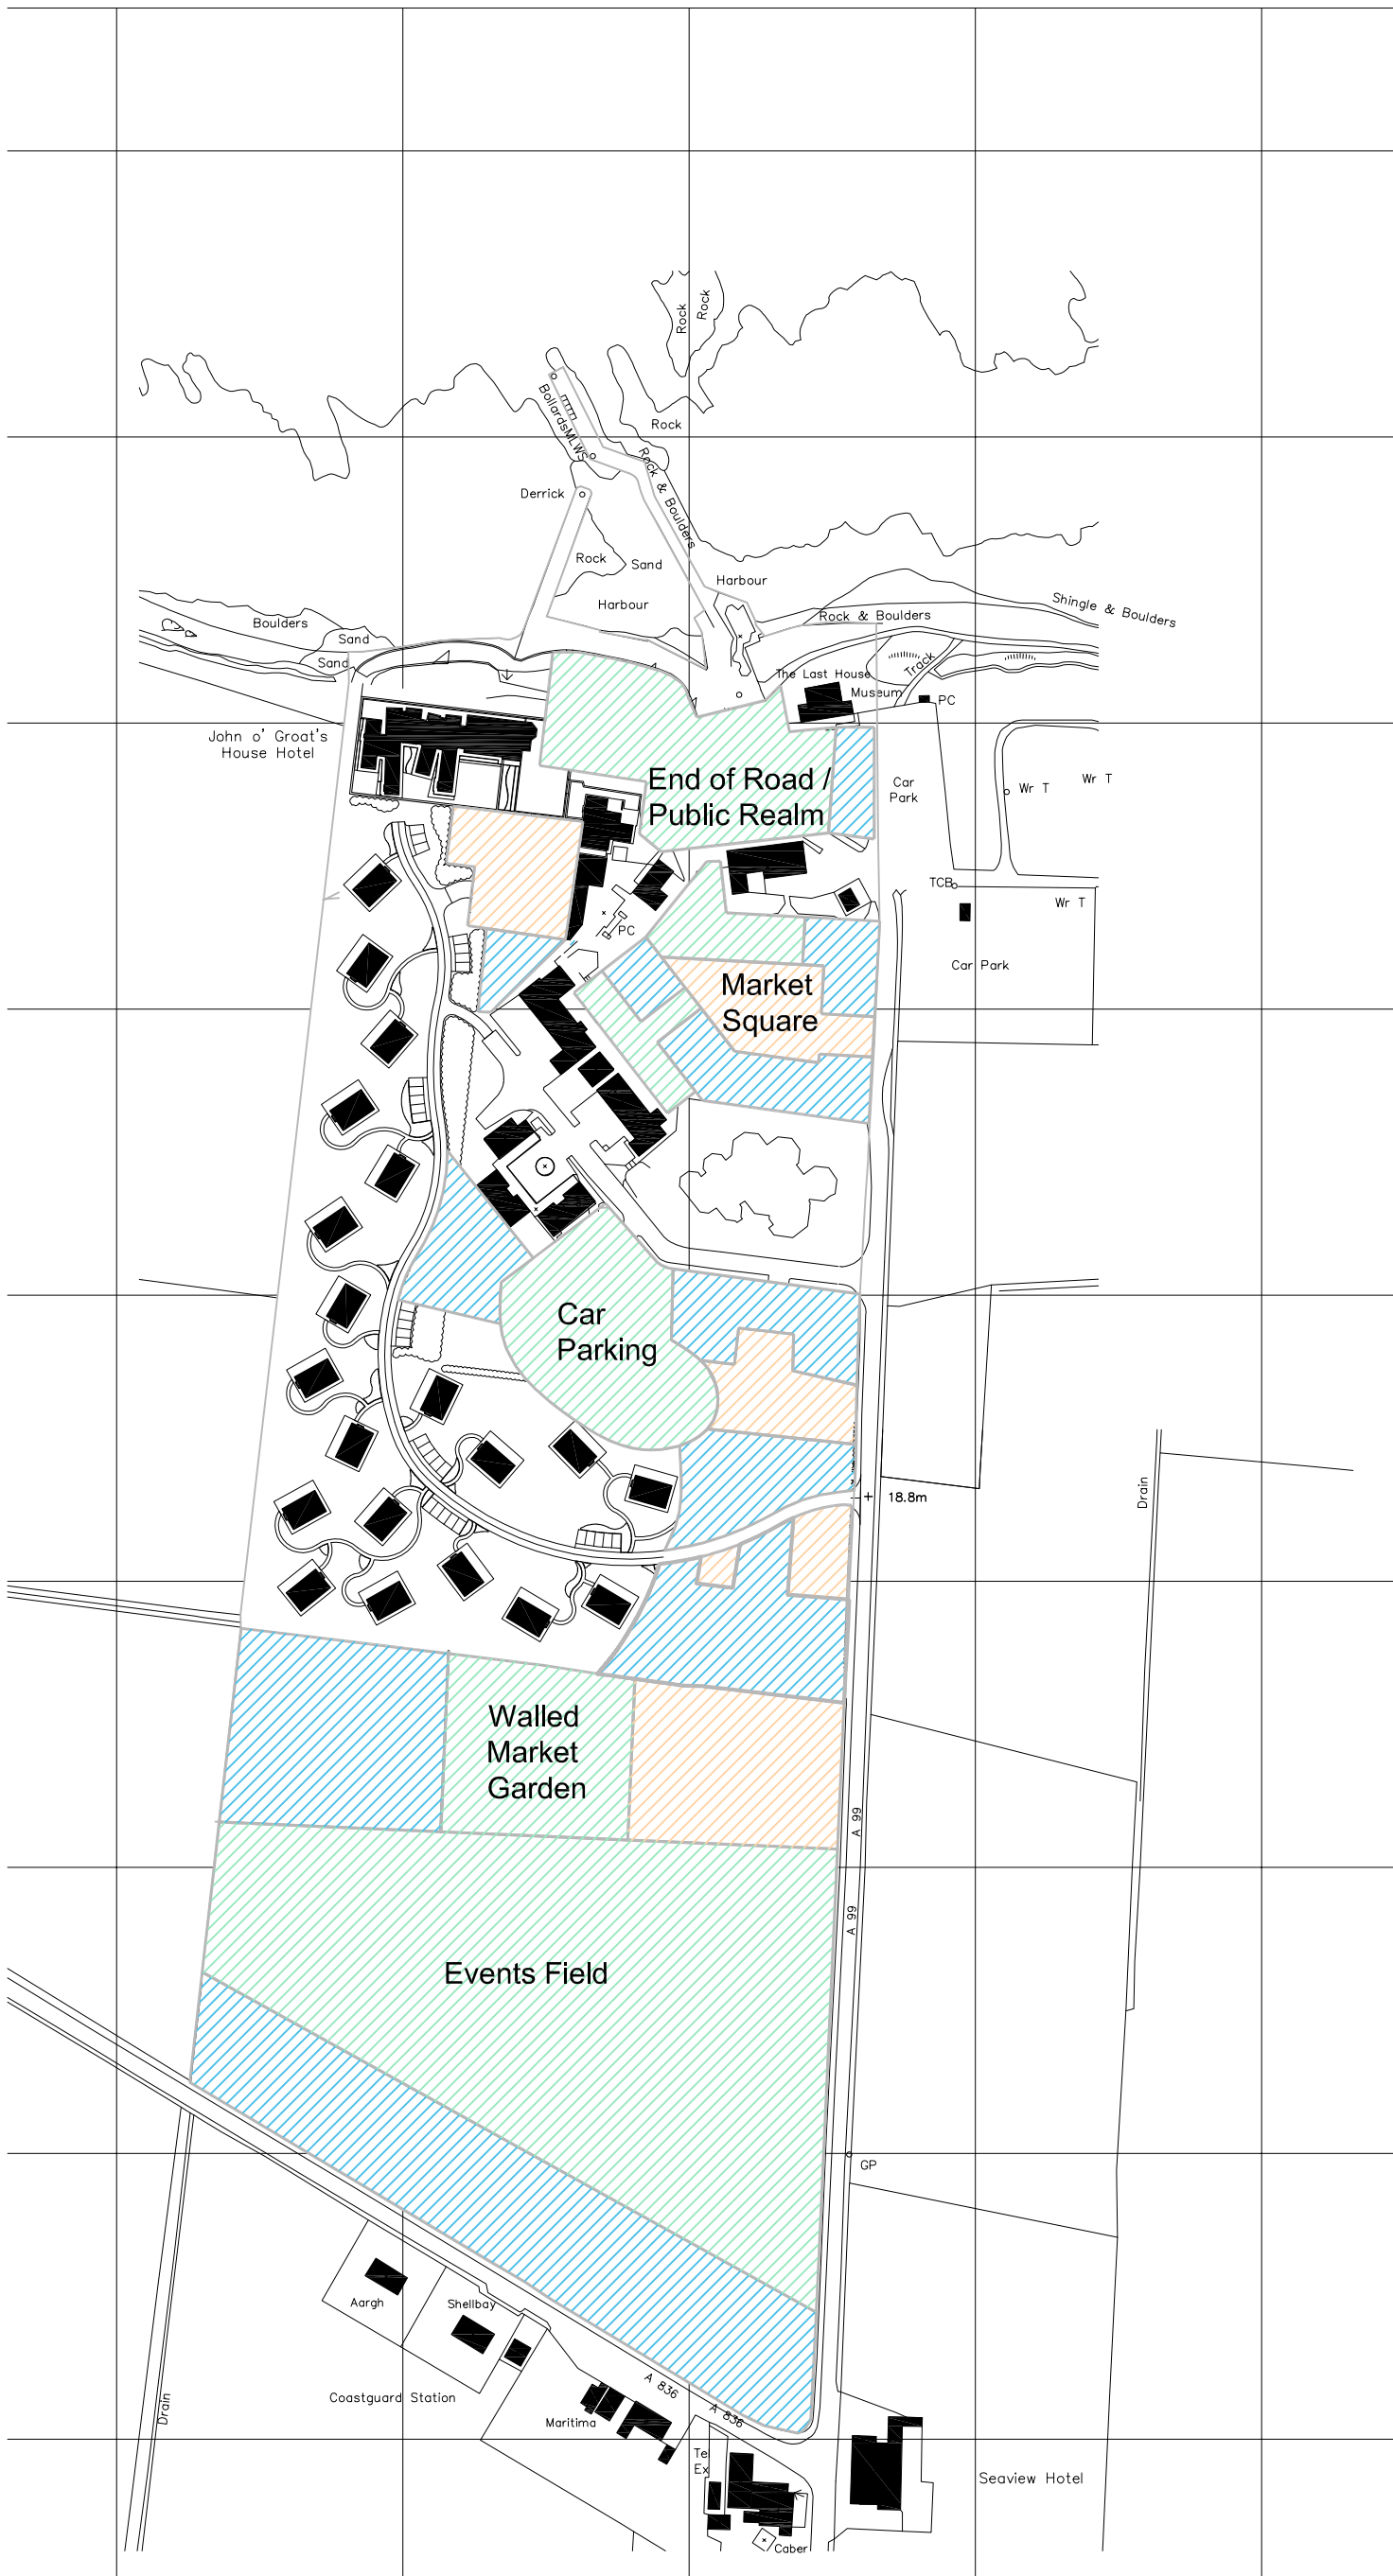 Rock
Rock
BollardsMLWS
Rock
Rock & Boulders
Derrick
Rock
Sand
Harbour
Harbour
Shingle & Boulders
Rock & Boulders
Boulders
Sand
Sand
Track
The Last House
Museum
PC
John o' Groat's
House Hotel
End of Road /
Public Realm
Car
Park
Wr T
Wr T
TCB
Wr T
PC
Car Park
Market
Square
Car
Parking
18.8m
Drain
Walled
Market
Garden
A 99
A 99
Events Field
GP
Aargh
Shellbay
Coastguard Station
Drain
A 836
A 836
Maritima
Te
Ex
Seaview Hotel
Caber